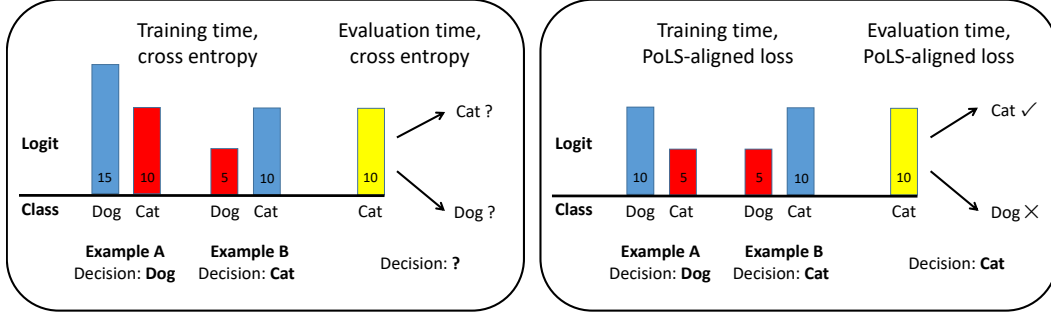 Training time,
cross entropy
Evaluation time,
cross entropy
Logit
15
10
5
10
10
Cat ?
Dog ?
Class
Dog
Cat
Dog
Cat
Cat
Example A
Decision: Dog
Example B
Decision: Cat
Decision: ?
Training time,
PoLS-aligned loss
Evaluation time,
PoLS-aligned loss
Logit
10
5
5
10
10
Cat ✓
Dog ✕
Class
Dog
Cat
Dog
Cat
Cat
Example A
Decision: Dog
Example B
Decision: Cat
Decision: Cat